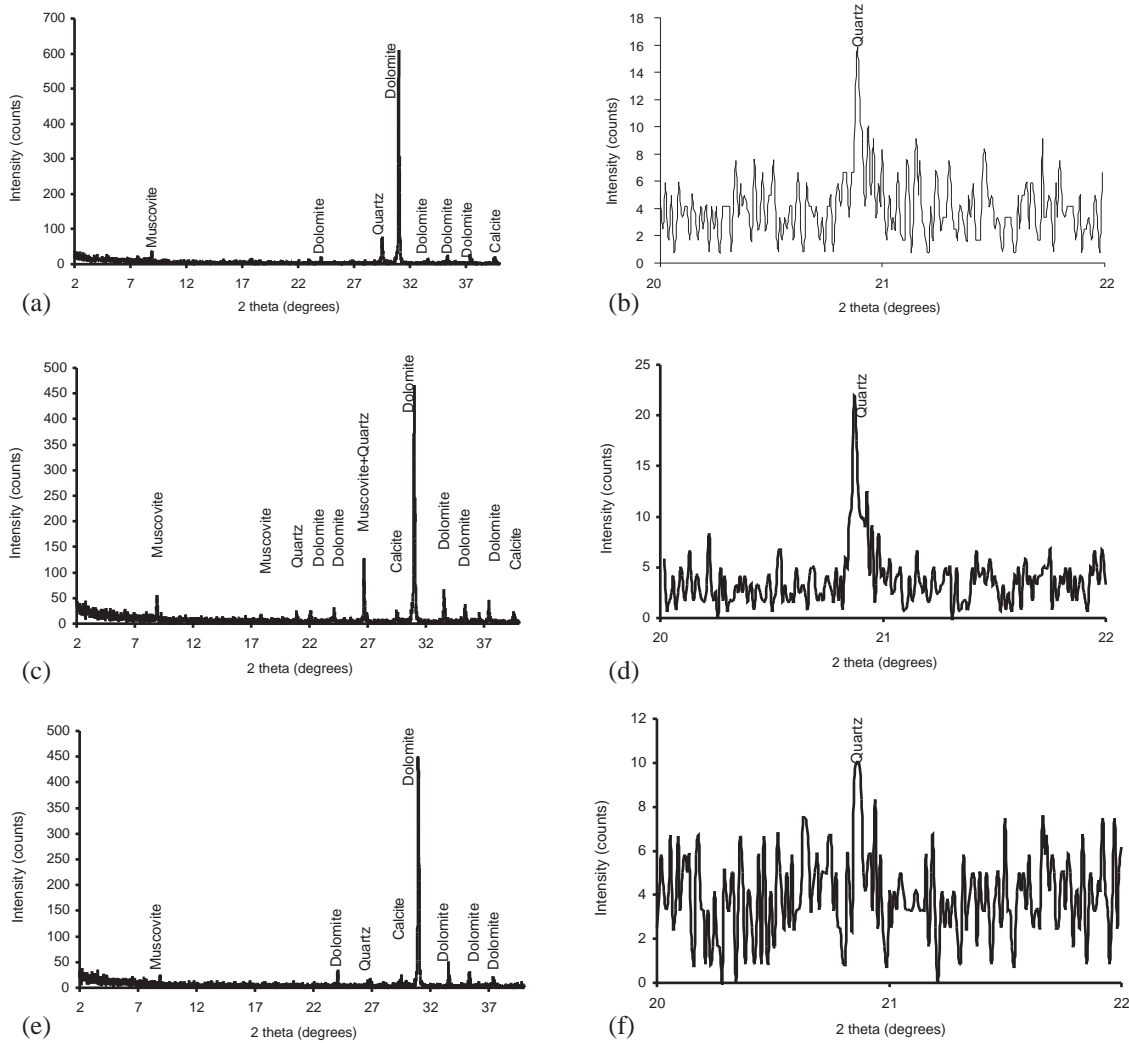 700
600
500
400
300
200
100
0
Intensity (counts)
Muscovite
Dolomite
Quartz
Dolomite
Dolomite
Dolomite
Dolomite
Calcite
2 7 12 17 22 27 31 37
2 theta (degrees)
(a)
18
16
14
12
10
8
6
4
2
0
Intensity (counts)
Quartz
20 21 22
2 theta (degrees)
(b)
500
450
400
350
300
250
200
150
100
50
0
Intensity (counts)
Muscovite
Muscovite
Quartz
Dolomite
Dolomite
Muscovite+Quartz
Calcite
Dolomite
Dolomite
Dolomite
Dolomite
Calcite
2 7 12 17 22 27 32 37
2 theta (degrees)
(c)
25
20
15
10
5
0
Intensity (counts)
Quartz
20 21 22
2 theta (degrees)
(d)
500
450
400
350
300
250
200
150
100
50
0
Intensity (counts)
Muscovite
Dolomite
Quartz
Calcite
Dolomite
Dolomite
Dolomite
Dolomite
2 7 12 17 22 27 32 37
2 theta (degrees)
(e)
12
10
8
6
4
2
0
Intensity (counts)
Quartz
20 21 22
2 theta (degrees)
(f)